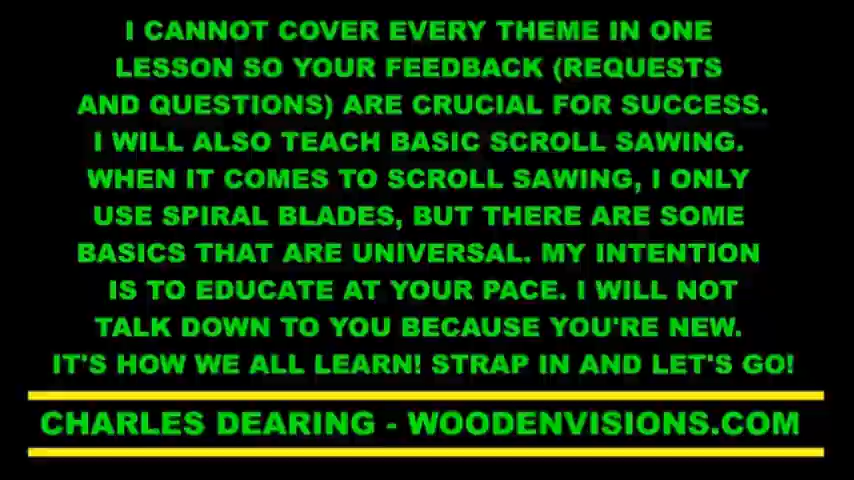 I CANNOT COVER EVERY THEME IN ONE
LESSON SO YOUR FEEDBACK (REQUESTS
AND QUESTIONS) ARE CRUCIAL FOR SUCCESS.
I WILL ALSO TEACH BASIC SCROLL SAWING.
WHEN IT COMES TO SCROLL SAWING, I ONLY
USE SPIRAL BLADES, BUT THERE ARE SOME
BASICS THAT ARE UNIVERSAL. MY INTENTION
IS TO EDUCATE AT YOUR PACE. I WILL NOT
TALK DOWN TO YOU BECAUSE YOU'RE NEW.
IT'S HOW WE ALL LEARN! STRAP IN AND LET'S GO!
CHARLES DEARING - WOODENVISIONS.COM